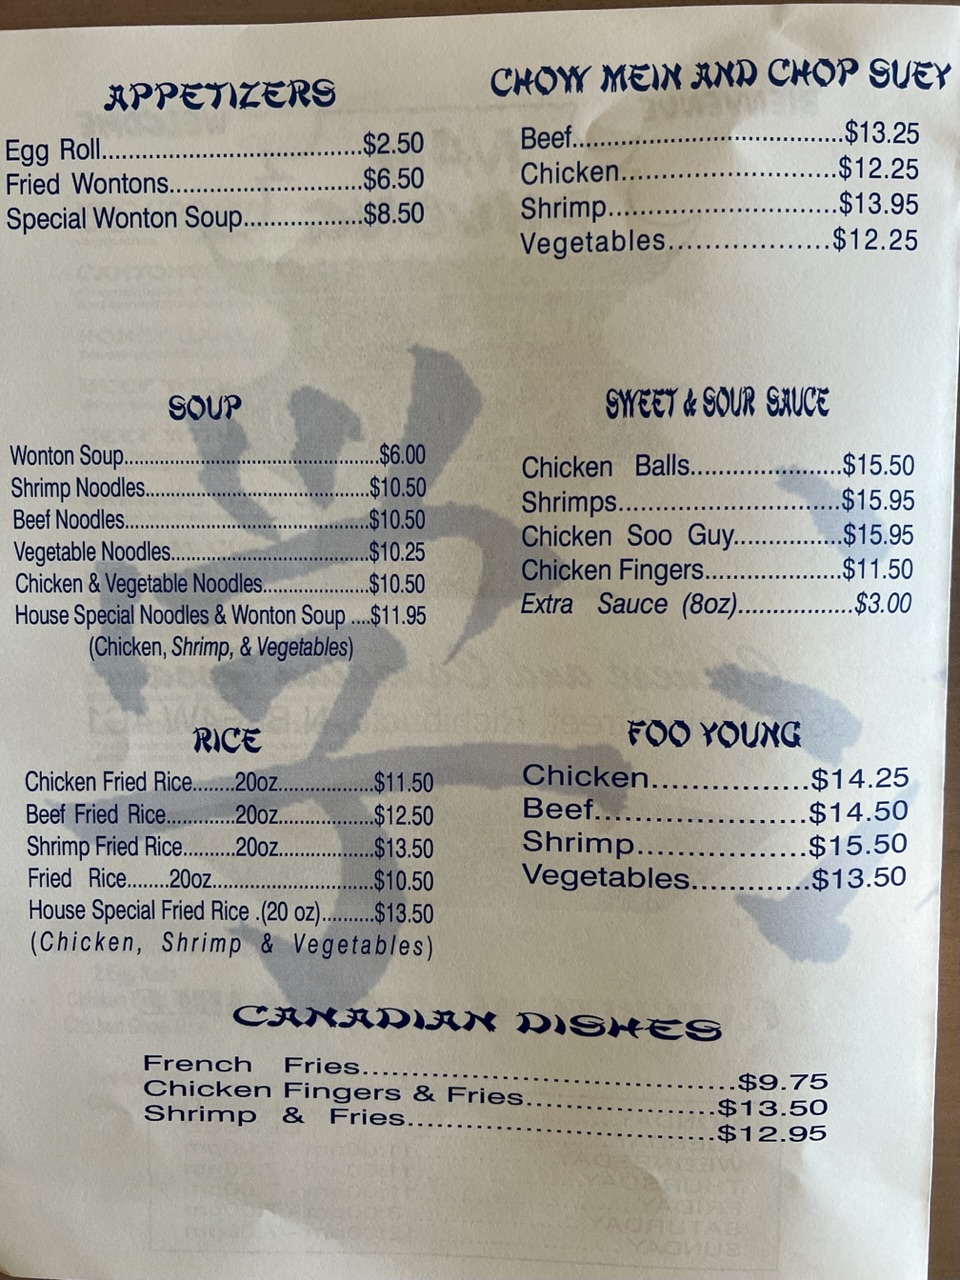 APPETIZERS
Egg Roll.....................................$2.50
Fried Wontons...........................$6.50
Special Wonton Soup.................$8.50
CHOW MEIN AND CHOP SUEY
Beef.......................................$13.25
Chicken...............................$12.25
Shrimp.................................$13.95
Vegetables..................$12.25
SOUP
Wonton Soup...............................................$6.00
Shrimp Noodles.........................................$10.50
Beef Noodles.............................................$10.50
Vegetable Noodles....................................$10.25
Chicken & Vegetable Noodles...................$10.50
House Special Noodles & Wonton Soup ....$11.95
(Chicken, Shrimp, & Vegetables)
SWEET & SOUR SAUCE
Chicken Balls......................$15.50
Shrimps.................................$15.95
Chicken Soo Guy................$15.95
Chicken Fingers....................$11.50
Extra Sauce (8oz).................$3.00
RICE
Chicken Fried Rice........20oz..................$11.50
Beef Fried Rice.............20oz..................$12.50
Shrimp Fried Rice.........20oz..................$13.50
Fried Rice........20oz..............................$10.50
House Special Fried Rice .(20 oz)..........$13.50
(Chicken, Shrimp & Vegetables)
FOO YOUNG
Chicken................$14.25
Beef.......................$14.50
Shrimp.................$15.50
Vegetables............$13.50
CANADIAN DISHES
French Fries.............................................$9.75
Chicken Fingers & Fries.......................$13.50
Shrimp & Fries.....................................$12.95